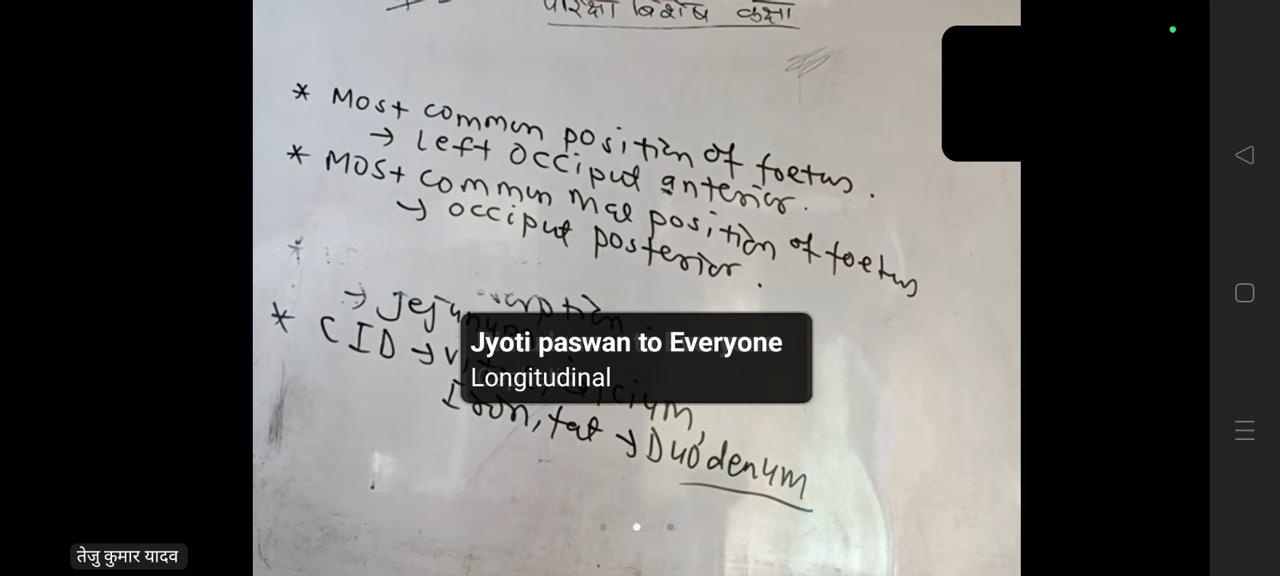 परिक्षा विशेष कक्षा
* Most common position of foetus.
→ Left occiput anterior.
* Most common mal position of foetus
→ occiput posterior.
*
→ Jejunum
* CID →
Iron, fat → Duodenum
Jyoti paswan to Everyone
Longitudinal
तेजु कुमार यादव